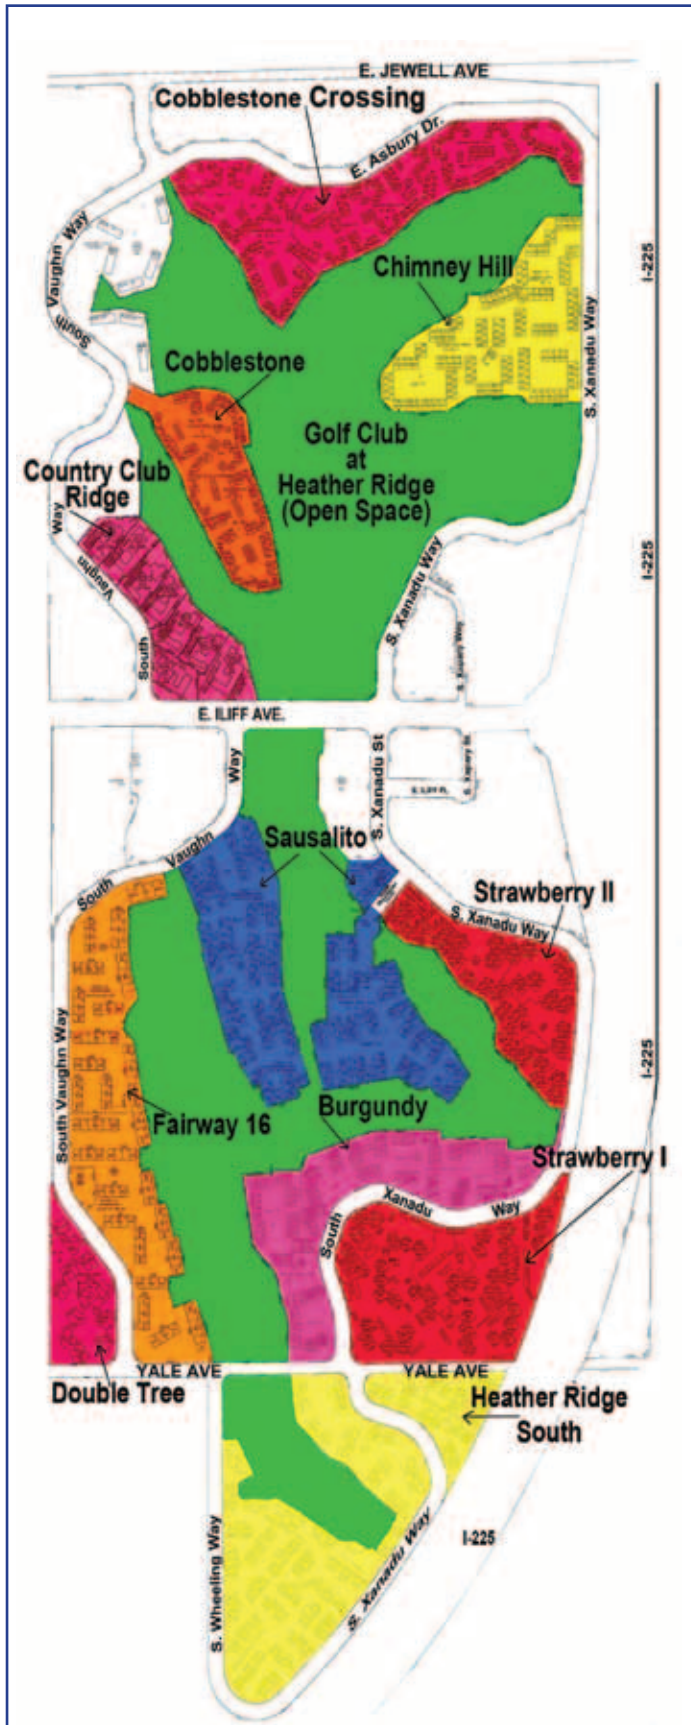 E. JEWELL AVE
Cobblestone Crossing
E. Asbury Dr.
South Vaughn Way
I-225
Chimney Hill
S. Xanadu Way
Cobblestone
Golf Club
at
Heather Ridge
(Open Space)
Country Club
Ridge
South Vaughn Way
I-225
S. Xanadu Way
E. ILIFF AVE.
South Vaughn Way
S. Xanadu St
Sausalito
Strawberry II
S. Xanadu Way
South Vaughn Way
I-225
Burgundy
Fairway 16
Strawberry I
South Xanadu Way
YALE AVE
YALE AVE
Double Tree
Heather Ridge
South
I-225
S. Wheeling Way
S. Xanadu Way